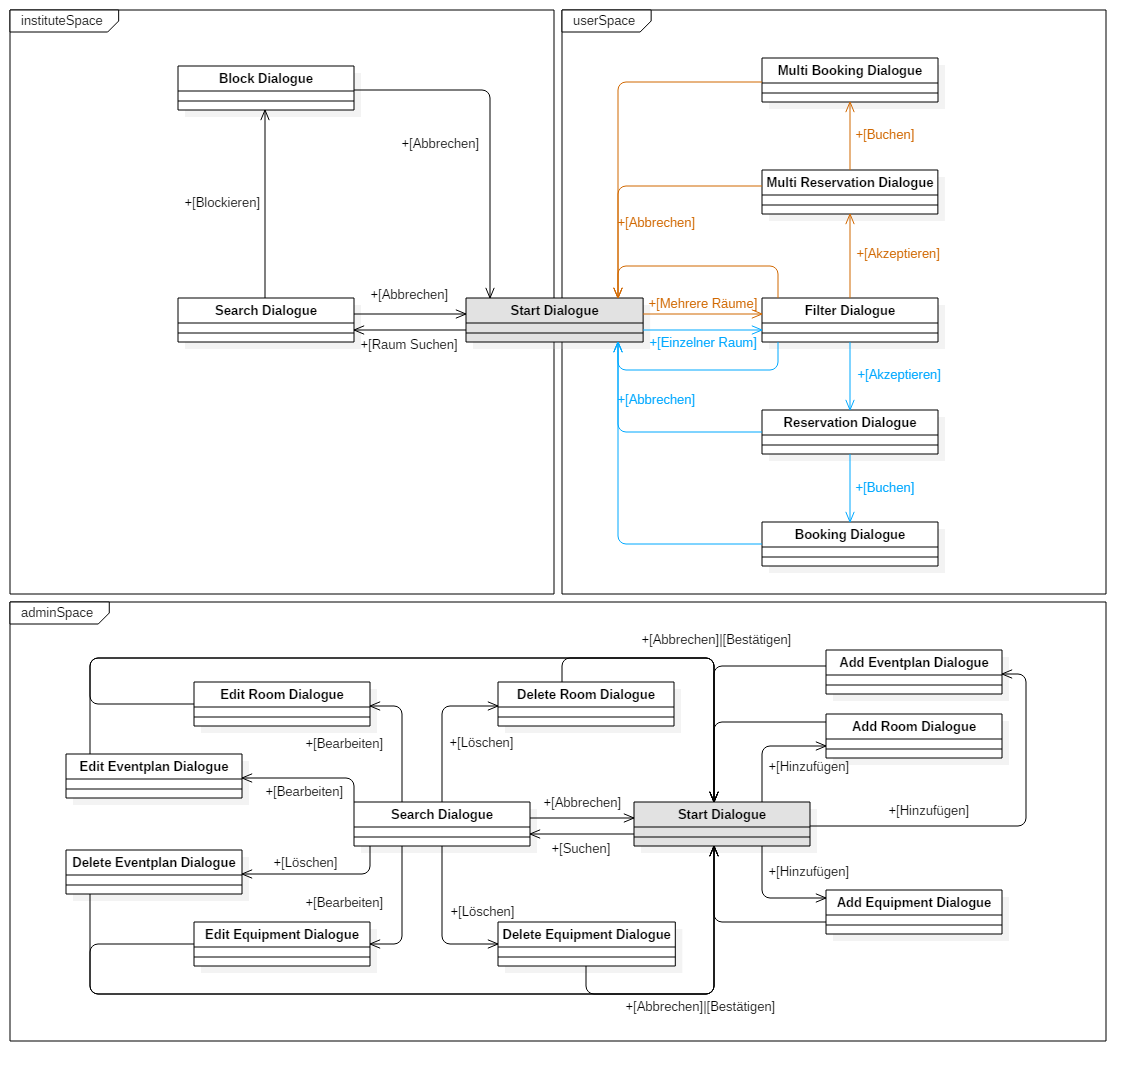 instituteSpace
Block Dialogue
+[Abbrechen]
+[Blockieren]
+[Abbrechen]
Search Dialogue
Start Dialogue
+[Raum Suchen]
userSpace
Multi Booking Dialogue
+[Buchen]
Multi Reservation Dialogue
+[Abbrechen]
+[Akzeptieren]
+[Mehrere Räume]
Filter Dialogue
+[Einzelner Raum]
+[Akzeptieren]
+[Abbrechen]
Reservation Dialogue
+[Buchen]
Booking Dialogue
adminSpace
+[Abbrechen]|[Bestätigen]
Add Eventplan Dialogue
Edit Room Dialogue
Delete Room Dialogue
Add Room Dialogue
+[Bearbeiten]
+[Löschen]
Edit Eventplan Dialogue
+[Hinzufügen]
+[Bearbeiten]
+[Abbrechen]
+[Hinzufügen]
Search Dialogue
Start Dialogue
+[Suchen]
Delete Eventplan Dialogue
+[Löschen]
+[Hinzufügen]
+[Bearbeiten]
+[Löschen]
Add Equipment Dialogue
Edit Equipment Dialogue
Delete Equipment Dialogue
+[Abbrechen]|[Bestätigen]